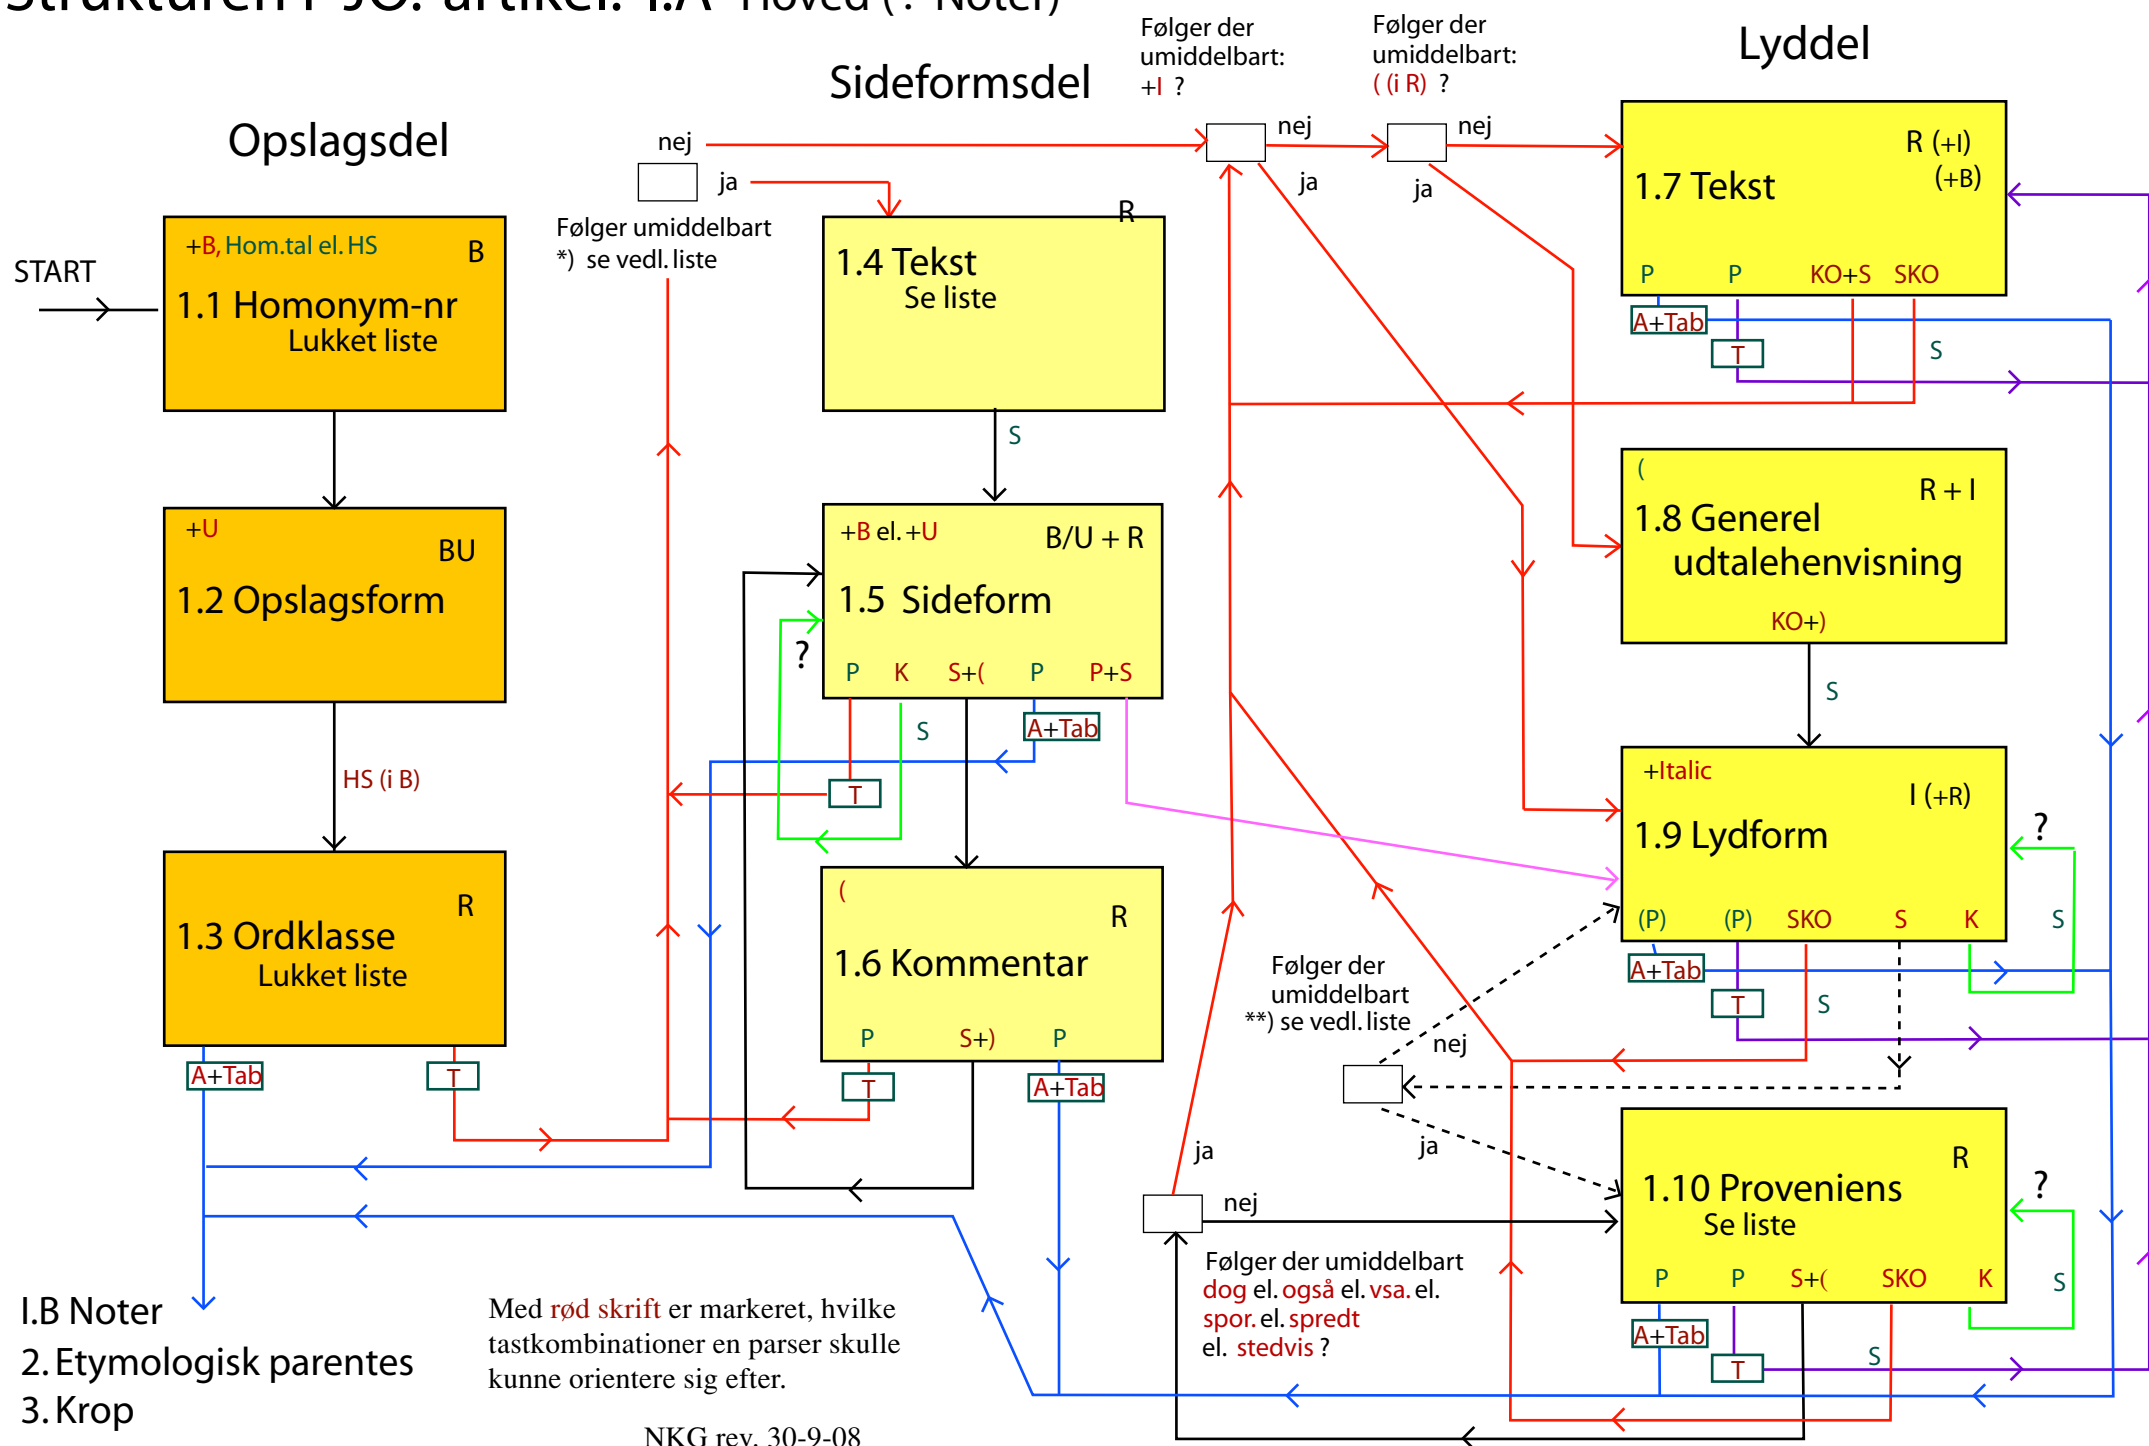 Strukturen i JO.-artikel: 1.A Hoved (÷ Noter)
Opslagsdel
START
+B, Hom.tal el. HS
B
1.1 Homonym-nr
Lukket liste
+U
BU
1.2 Opslagsform
HS (i B)
R
1.3 Ordklasse
Lukket liste
A+Tab
T
I.B Noter
2. Etymologisk parentes
3. Krop
Med rød skrift er markeret, hvilke
tastkombinationer en parser skulle
kunne orientere sig efter.
NKG rev. 30-9-08
Sideformsdel
nej
ja
Følger umiddelbart
*) se vedl. liste
R
1.4 Tekst
Se liste
S
+B el. +U
B/U + R
1.5 Sideform
?
P K S+( P P+S
S
A+Tab
T
(
R
1.6 Kommentar
P S+) P
T
A+Tab
Følger der
umiddelbart:
+I ?
nej
ja
Følger der
umiddelbart:
( (i R) ?
nej
ja
Lyddel
R (+I)
(+B)
1.7 Tekst
P P KO+S SKO
A+Tab
T
S
(
R + I
1.8 Generel
udtalehenvisning
KO+)
S
+Italic
I (+R)
1.9 Lydform
?
(P) (P) SKO S K
S
A+Tab
T
S
Følger der
umiddelbart
**) se vedl. liste
nej
ja
R
1.10 Proveniens
Se liste
?
P P S+( SKO K
S
A+Tab
T
S
ja
nej
Følger der umiddelbart
dog el. også el. vsa. el.
spor. el. spredt
el. stedvis ?